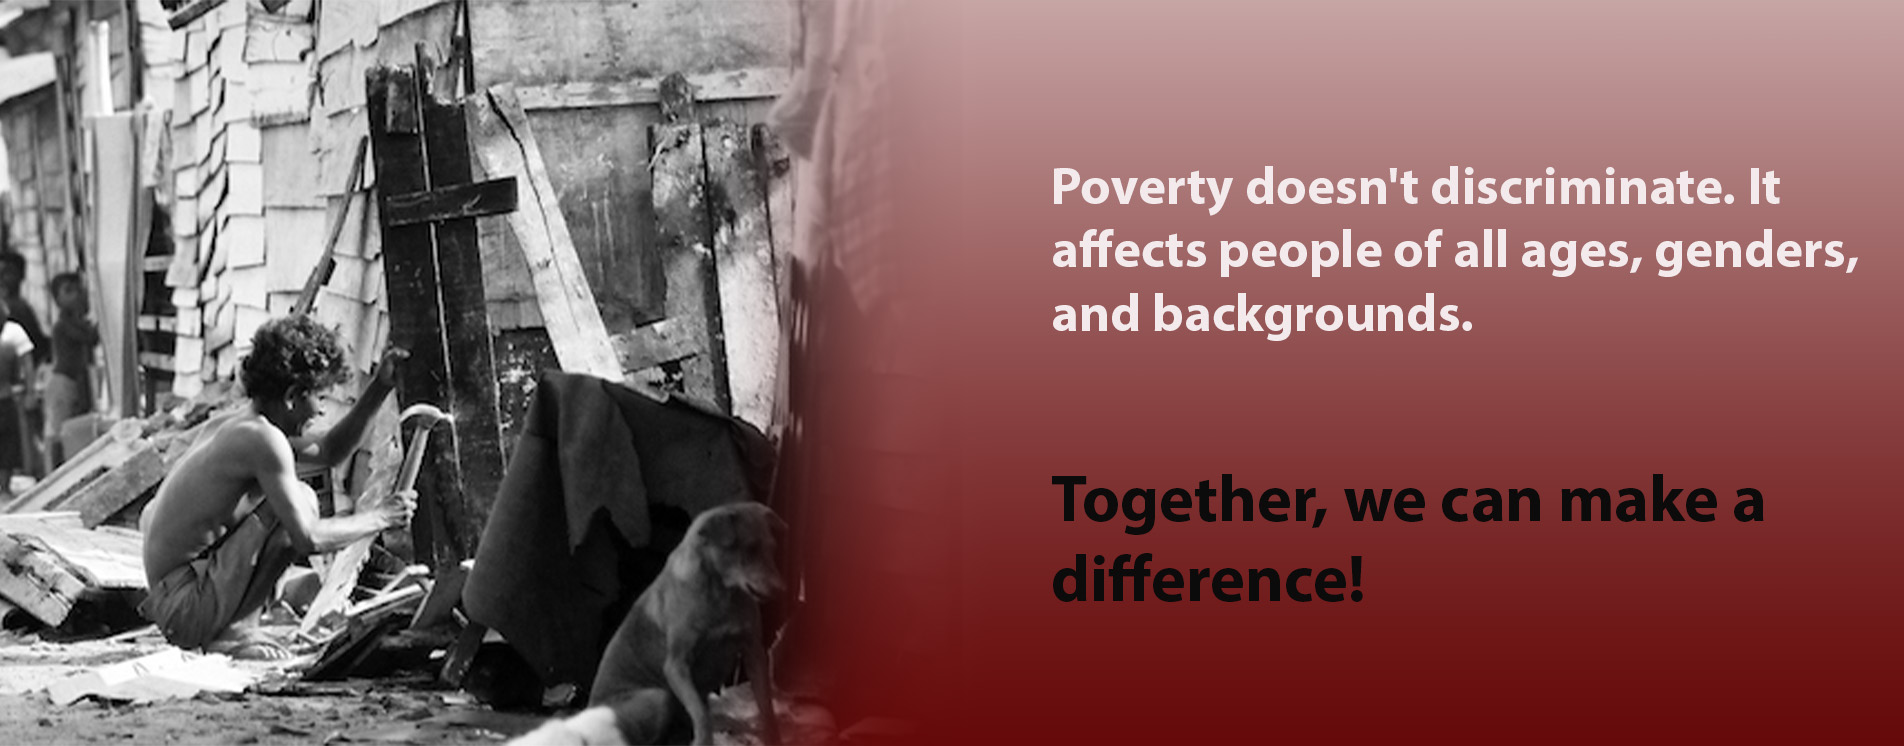 Poverty doesn't discriminate. It
affects people of all ages, genders,
and backgrounds.
Together, we can make a
difference!